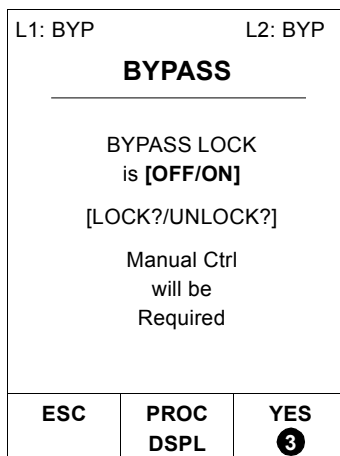 L1: BYP L2: BYP
BYPASS
BYPASS LOCK
is [OFF/ON]
[LOCK?/UNLOCK?]
Manual Ctrl
will be
Required
ESC PROC YES
DSPL 3